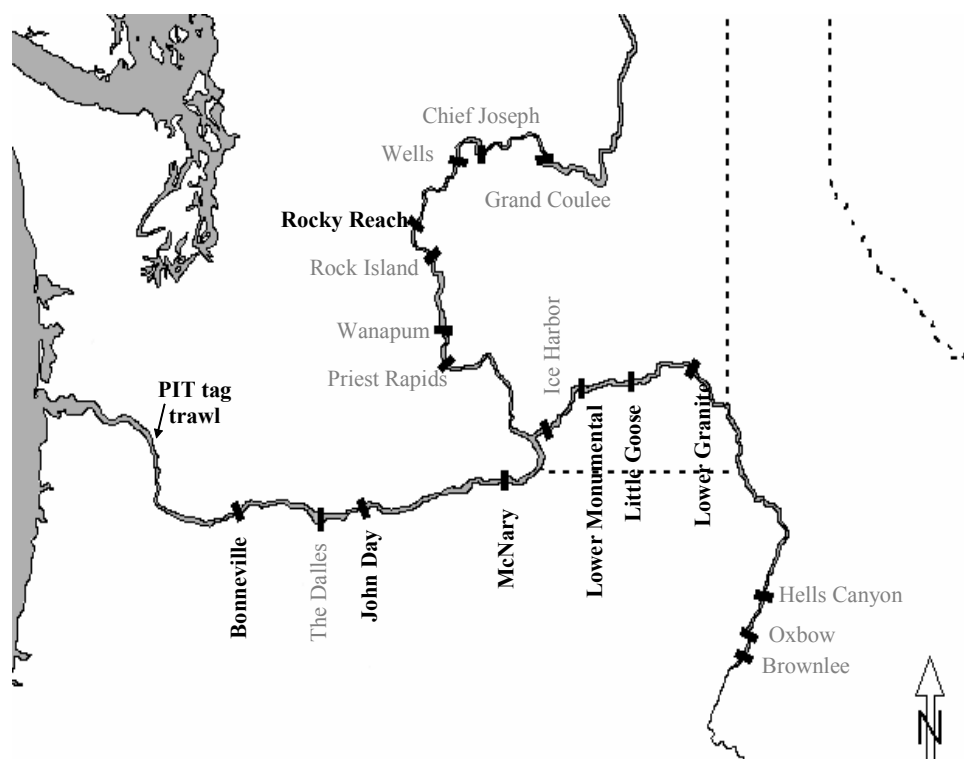 Chief Joseph
Wells
Grand Coulee
Rocky Reach
Rock Island
Wanapum
Priest Rapids
Ice Harbor
PIT tag
trawl
Lower Monumental
Little Goose
Lower Granite
McNary
John Day
The Dalles
Bonneville
Hells Canyon
Oxbow
Brownlee
N